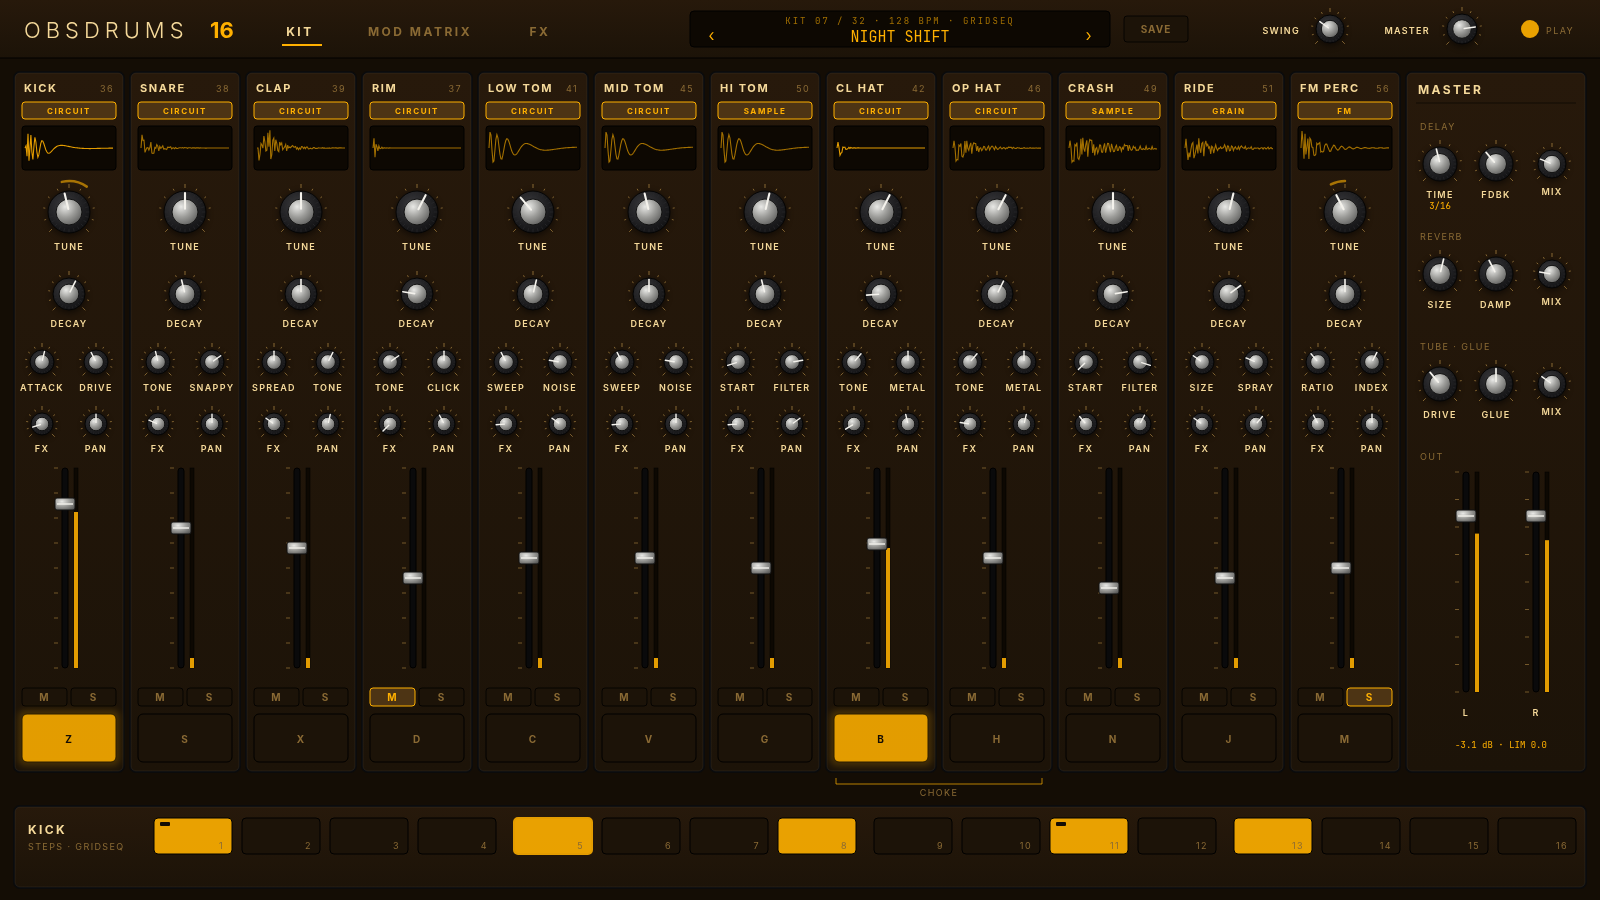 OBSDRUMS 16 KIT MOD MATRIX FX
KIT 07 / 32 · 128 BPM · GRIDSEQ
‹ NIGHT SHIFT ›
SAVE SWING MASTER PLAY
KICK 36 SNARE 38 CLAP 39 RIM 37 LOW TOM 41 MID TOM 45 HI TOM 50 CL HAT 42 OP HAT 46 CRASH 49 RIDE 51 FM PERC 56 MASTER
CIRCUIT CIRCUIT CIRCUIT CIRCUIT CIRCUIT CIRCUIT SAMPLE CIRCUIT CIRCUIT SAMPLE GRAIN FM
DELAY
TIME FDBK MIX
3/16
TUNE TUNE TUNE TUNE TUNE TUNE TUNE TUNE TUNE TUNE TUNE TUNE
REVERB
SIZE DAMP MIX
DECAY DECAY DECAY DECAY DECAY DECAY DECAY DECAY DECAY DECAY DECAY DECAY
TUBE · GLUE
ATTACK DRIVE TONE SNAPPY SPREAD TONE TONE CLICK SWEEP NOISE SWEEP NOISE START FILTER TONE METAL TONE METAL START FILTER SIZE SPRAY RATIO INDEX
DRIVE GLUE MIX
FX PAN FX PAN FX PAN FX PAN FX PAN FX PAN FX PAN FX PAN FX PAN FX PAN FX PAN FX PAN
OUT
M S M S M S M S M S M S M S M S M S M S M S M S
L R
Z S X D C V G B H N J M
-3.1 dB · LIM 0.0
CHOKE
KICK
STEPS · GRIDSEQ
1 2 3 4 5 6 7 8 9 10 11 12 13 14 15 16